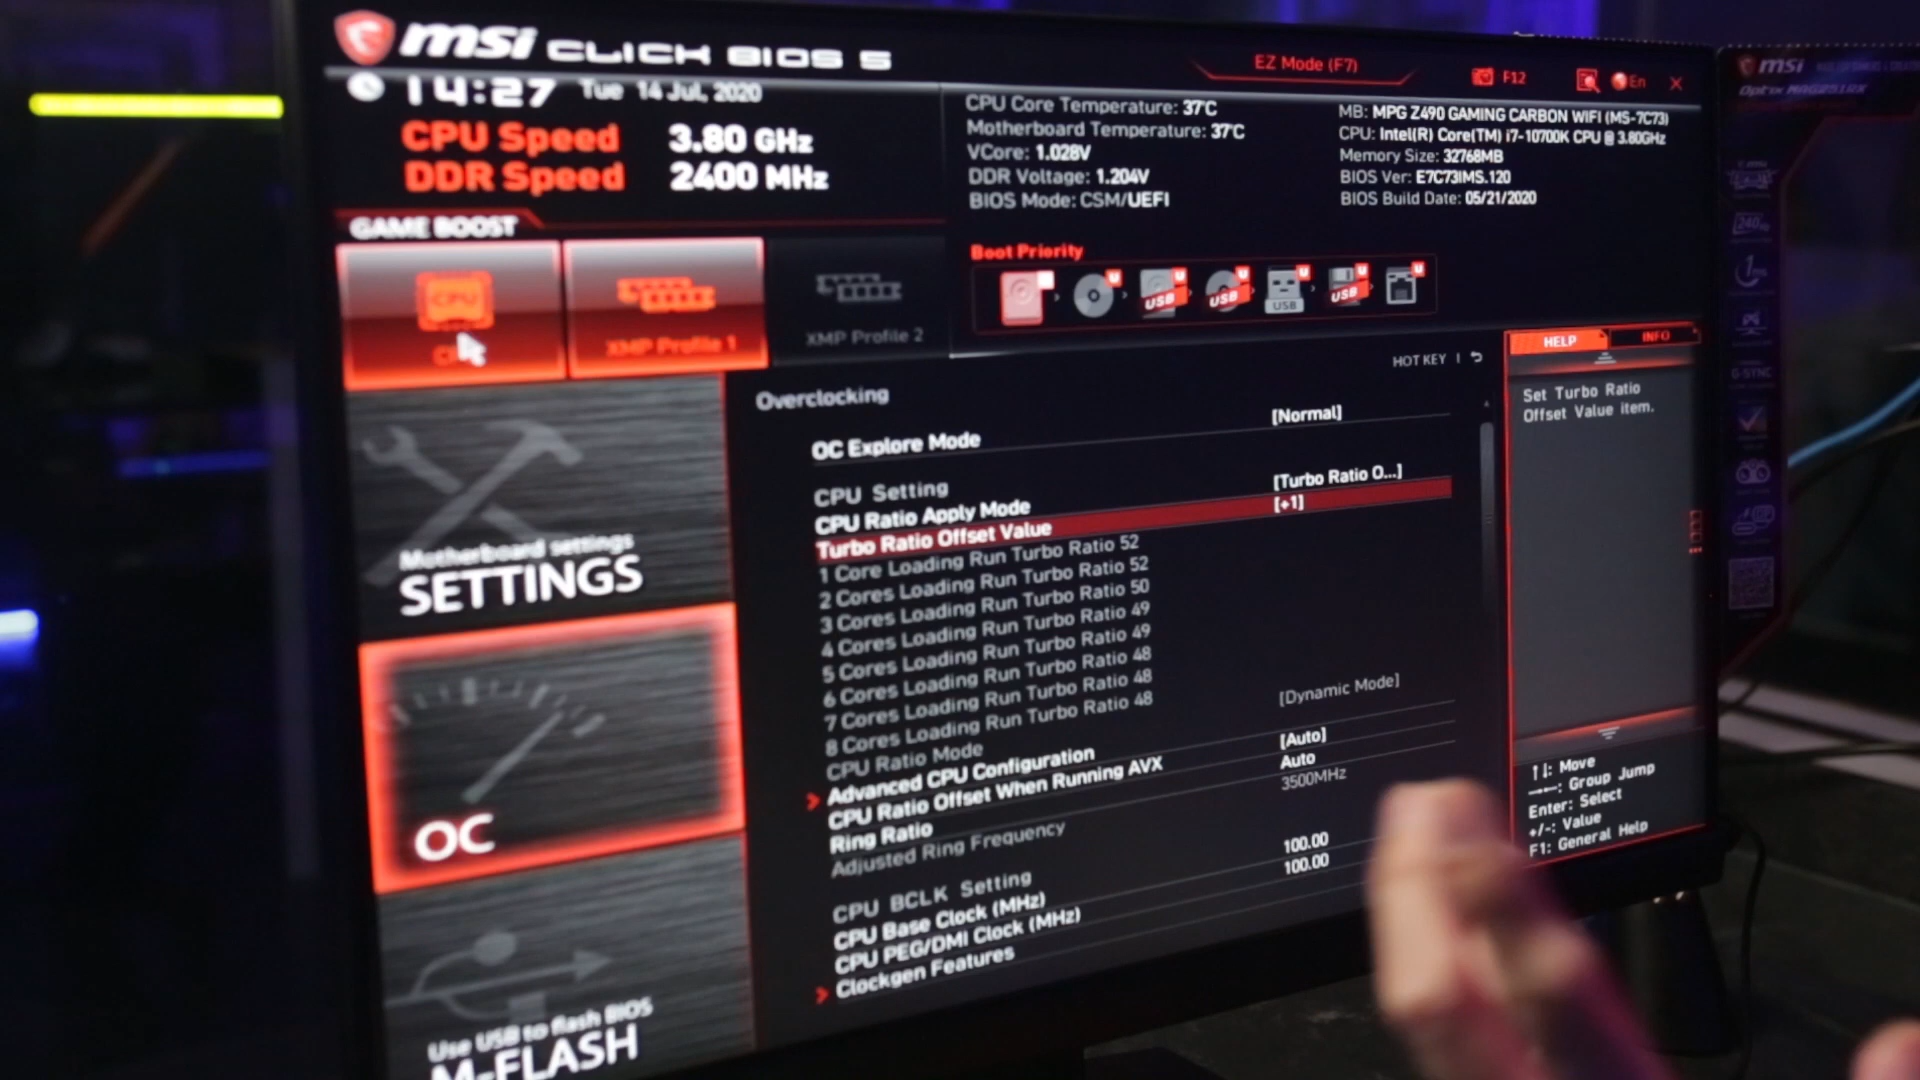 msi CLICK BIOS 5
EZ Mode (F7)
F12
En
X
14:27 Tue 14 Jul, 2020
CPU Speed 3.80 GHz
DDR Speed 2400 MHz
CPU Core Temperature: 37°C
Motherboard Temperature: 37°C
VCore: 1.028V
DDR Voltage: 1.204V
BIOS Mode: CSM/UEFI
MB: MPG Z490 GAMING CARBON WIFI (MS-7C73)
CPU: Intel(R) Core(TM) i7-10700K CPU @ 3.80GHz
Memory Size: 32768MB
BIOS Ver: E7C73IMS.120
BIOS Build Date: 05/21/2020
GAME BOOST
CPU
XMP Profile 1
XMP Profile 2
Boot Priority
U U U U U U
USB USB USB USB
HOT KEY
HELP
INFO
Set Turbo Ratio
Offset Value item.
Motherboard settings
SETTINGS
OC
Use USB to flash BIOS
M-FLASH
Overclocking
OC Explore Mode [Normal]
CPU Setting
CPU Ratio Apply Mode [Turbo Ratio O...]
Turbo Ratio Offset Value [+1]
1 Core Loading Run Turbo Ratio 52
2 Cores Loading Run Turbo Ratio 52
3 Cores Loading Run Turbo Ratio 50
4 Cores Loading Run Turbo Ratio 49
5 Cores Loading Run Turbo Ratio 49
6 Cores Loading Run Turbo Ratio 48
7 Cores Loading Run Turbo Ratio 48
8 Cores Loading Run Turbo Ratio 48
CPU Ratio Mode [Dynamic Mode]
Advanced CPU Configuration
CPU Ratio Offset When Running AVX [Auto]
Ring Ratio Auto
Adjusted Ring Frequency 3500MHz
CPU BCLK Setting
CPU Base Clock (MHz) 100.00
CPU PEG/DMI Clock (MHz) 100.00
Clockgen Features
↑↓: Move
→←: Group Jump
Enter: Select
+/-: Value
F1: General Help
msi
G-SYNC